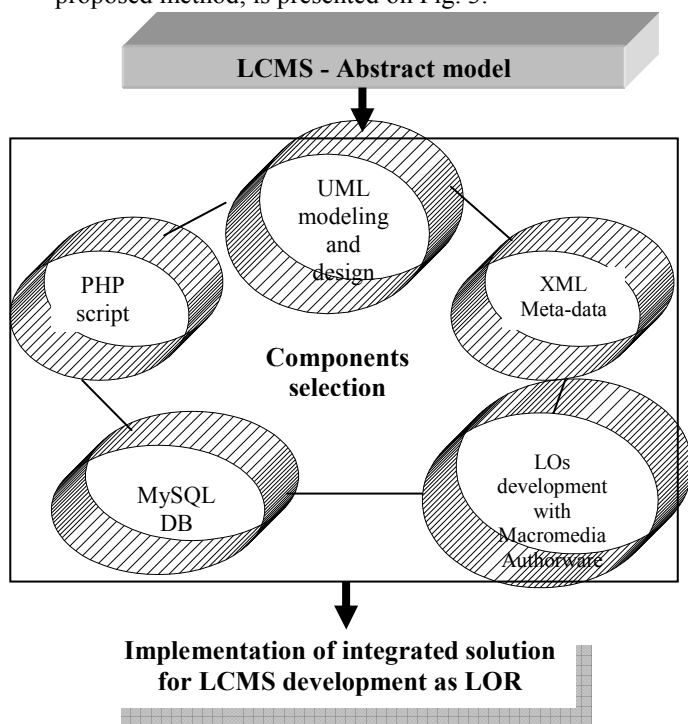 proposed method, is presented on Fig. 3.
LCMS - Abstract model
UML
modeling
and
design
PHP
script
XML
Meta-data
Components
selection
MySQL
DB
LOs
development
with
Macromedia
Authorware
Implementation of integrated solution
for LCMS development as LOR